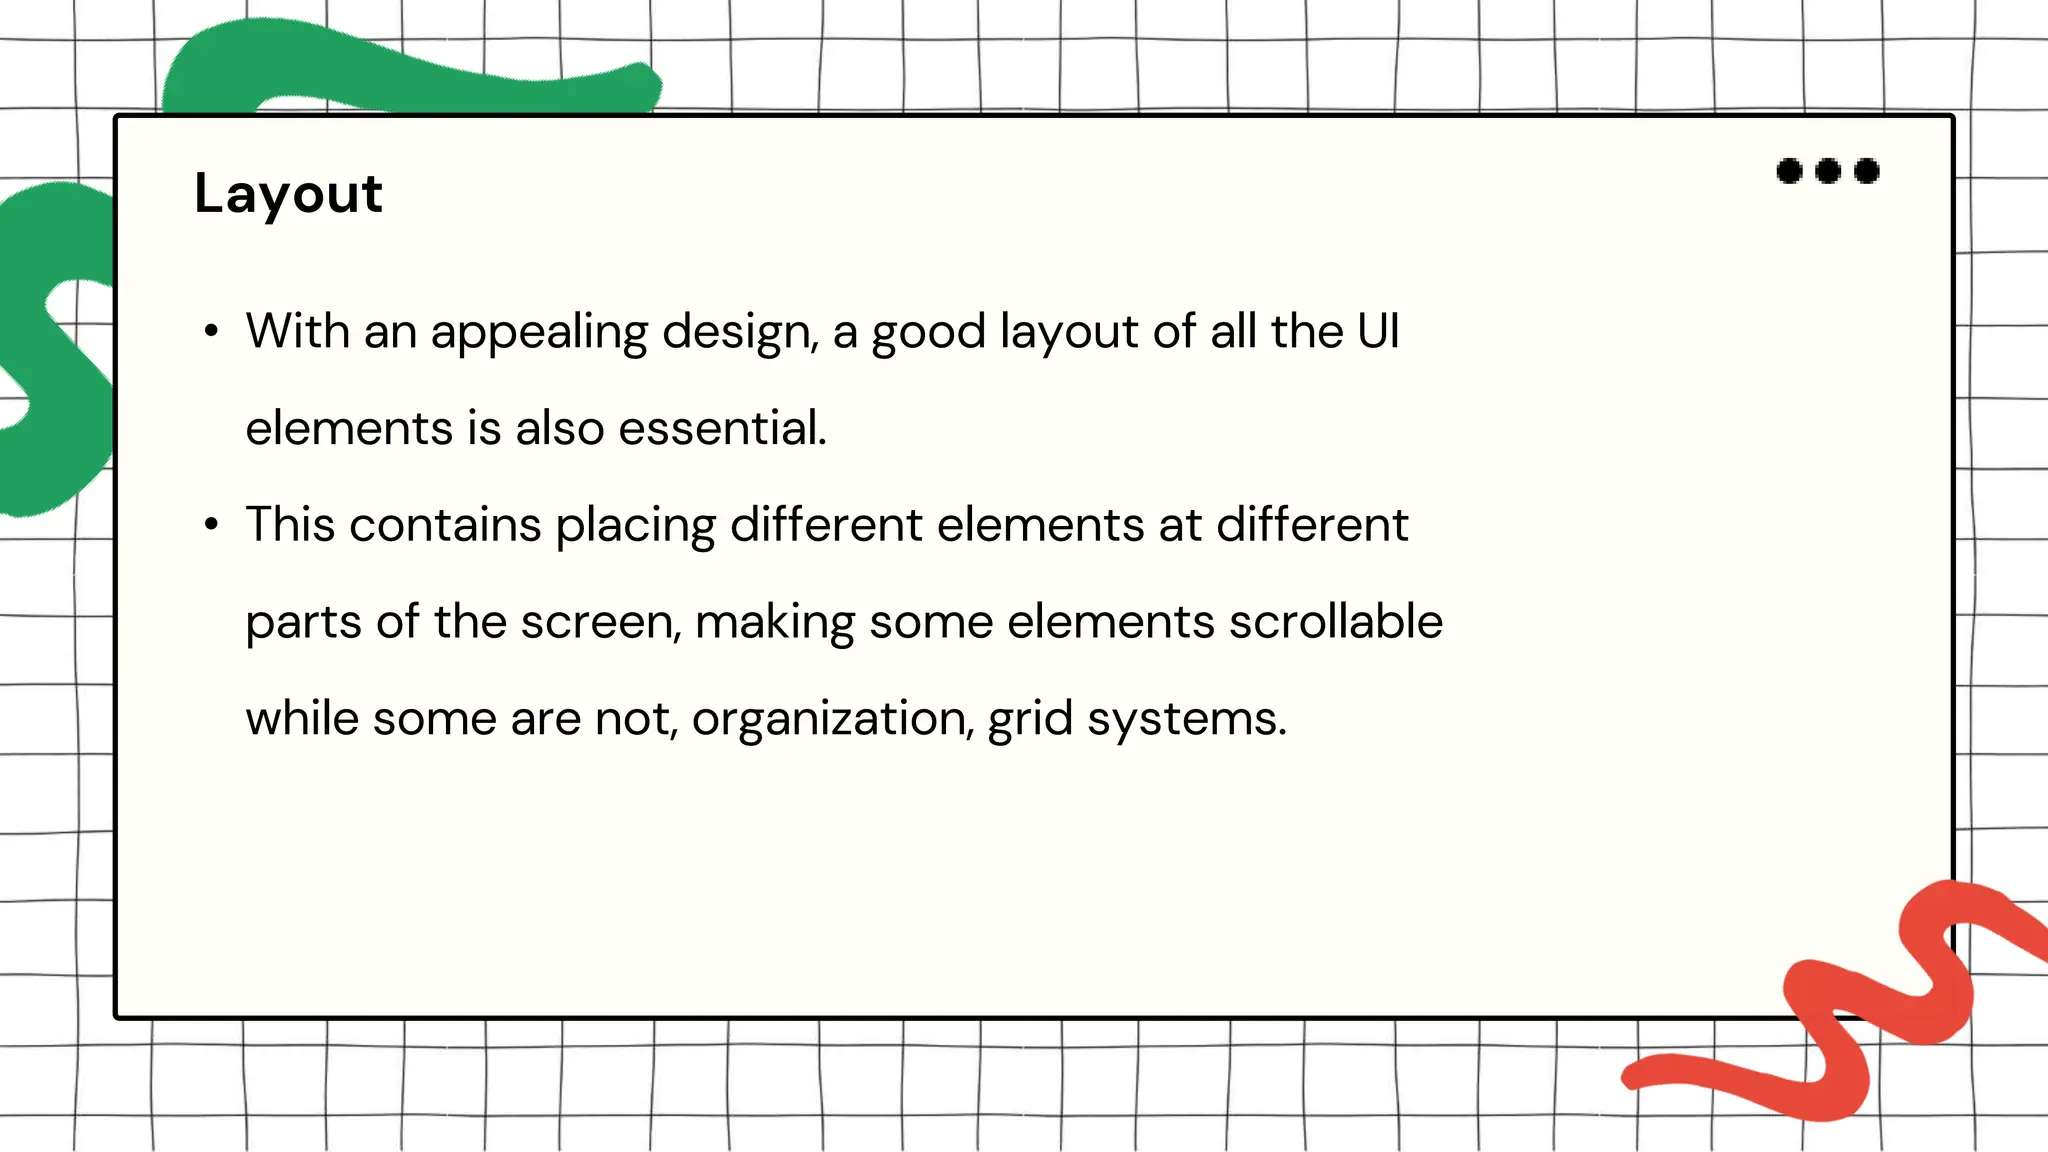 Layout
• With an appealing design, a good layout of all the UI
elements is also essential.
• This contains placing different elements at different
parts of the screen, making some elements scrollable
while some are not, organization, grid systems.